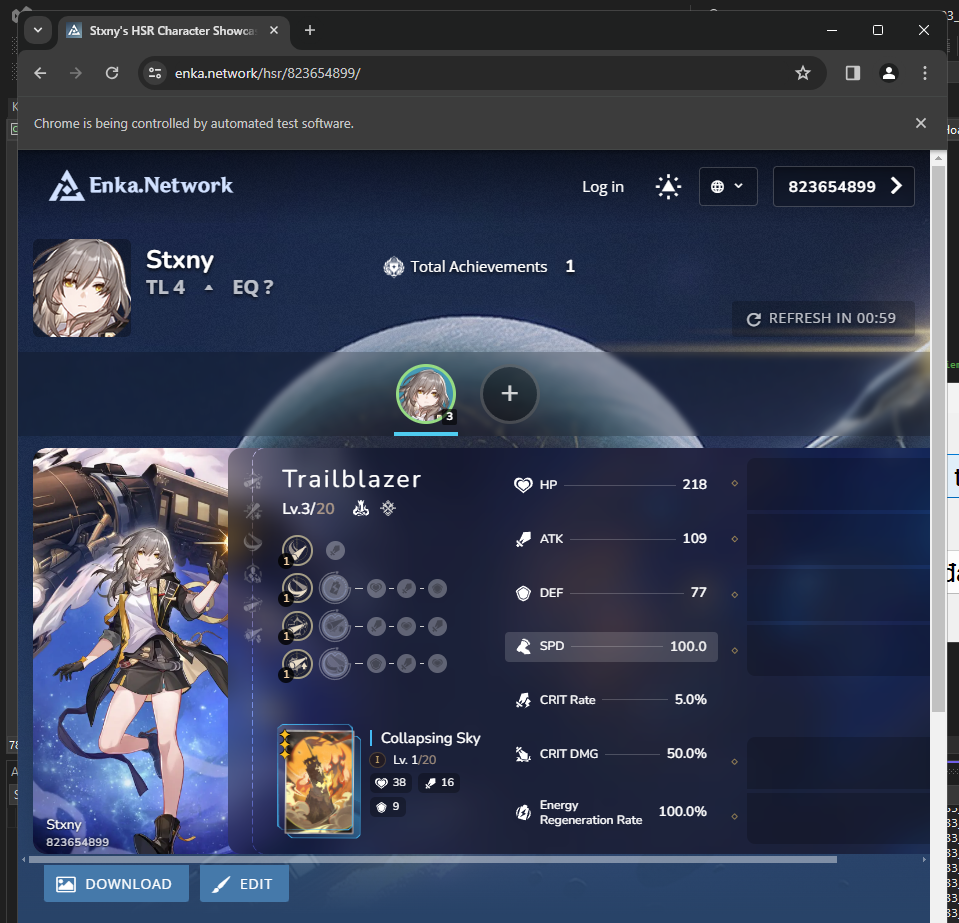 Stxny's HSR Character Showca
enka.network/hsr/823654899/
Chrome is being controlled by automated test software.
Enka.Network
Log in
823654899
Stxny
TL 4
EQ ?
Total Achievements 1
REFRESH IN 00:59
3
Trailblazer
Lv.3/20
1
1
1
1
HP 218
ATK 109
DEF 77
SPD 100.0
CRIT Rate 5.0%
CRIT DMG 50.0%
Energy
Regeneration Rate 100.0%
Collapsing Sky
I Lv. 1/20
38 16
9
Stxny
823654899
DOWNLOAD
EDIT